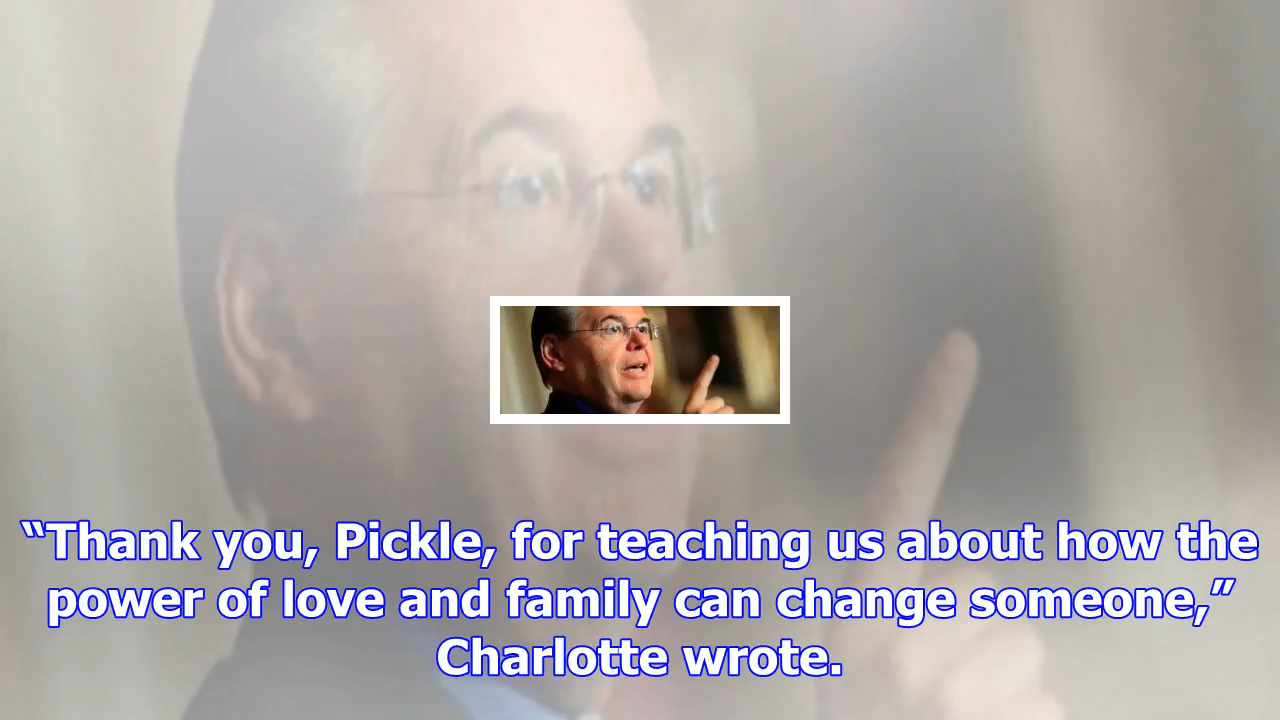 “Thank you, Pickle, for teaching us about how the
power of love and family can change someone,”
Charlotte wrote.